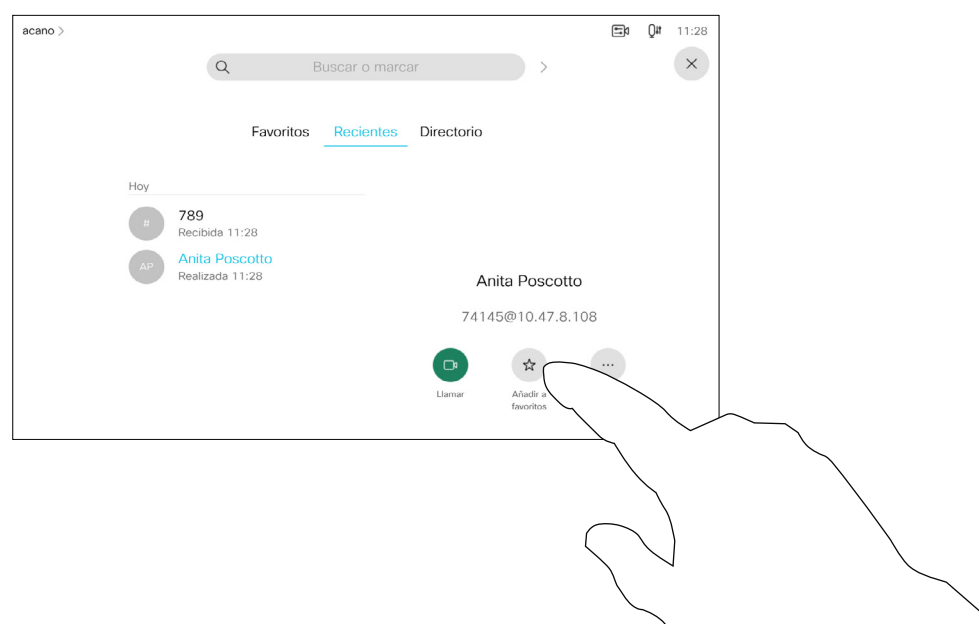 acano >
11:28
Buscar o marcar
Favoritos Recientes Directorio
Hoy
#
789
Recibida 11:28
AP
Anita Poscotto
Realizada 11:28
Anita Poscotto
74145@10.47.8.108
Llamar
Añadir a
favoritos